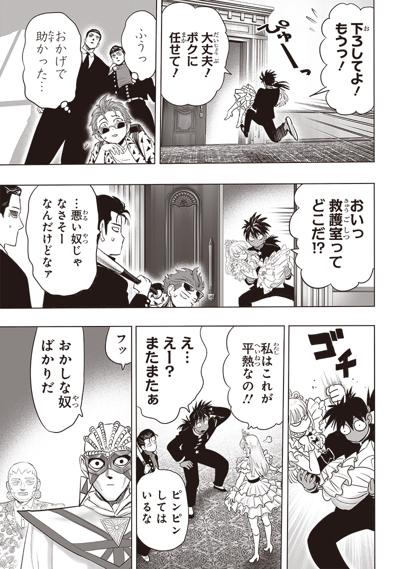 下ろしてよ！
もうっ！
ぴゅーっ
大丈夫！
ボクに
任せて！
ふうっ
おかげで
助かった…
おいっ
救護室って
どこだ!?
…悪い奴じゃ
なさそー
なんだけどなァ
ゴチ
私はこれが
平熱なの!!
え…
えー？
またまたぁ
ピンピン
しては
いるな
フッ
おかしな奴
ばかりだ